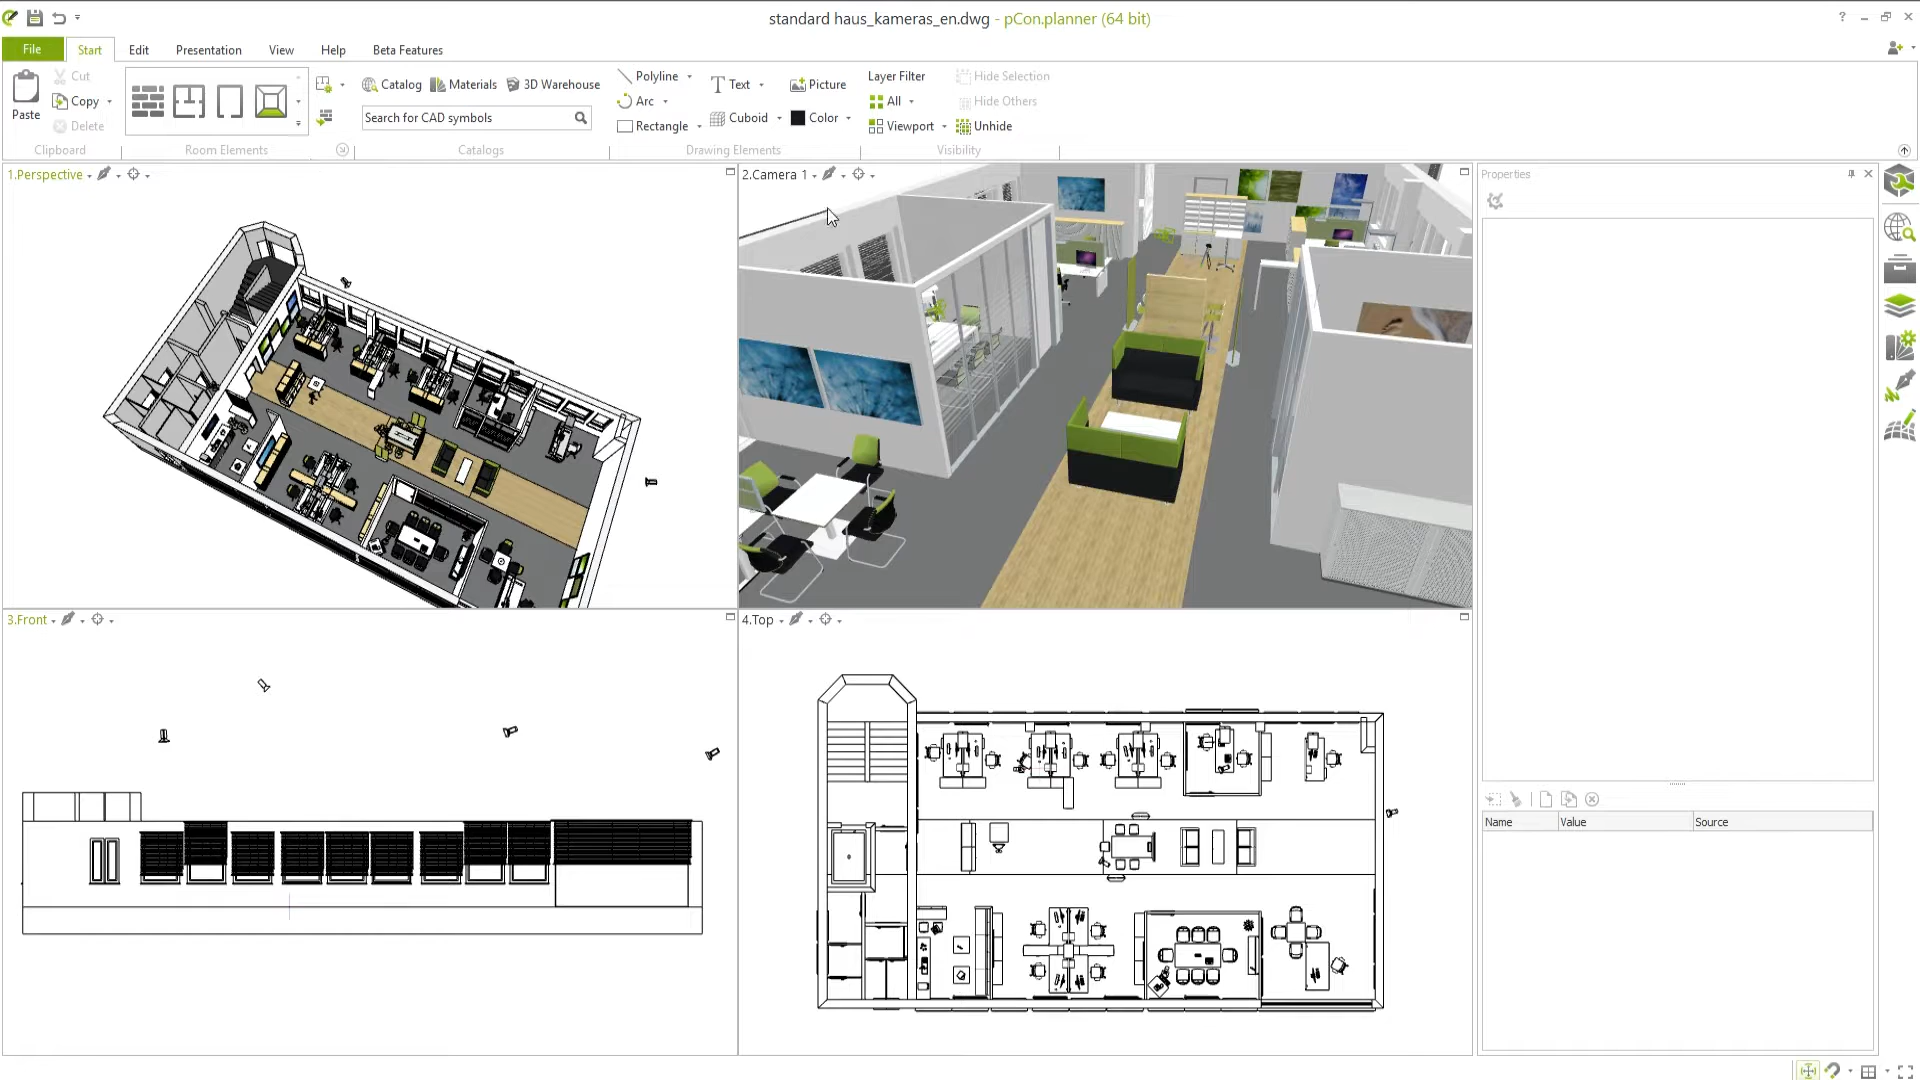 standard haus_kameras_en.dwg - pCon.planner (64 bit)
File Start Edit Presentation View Help Beta Features
Paste
Cut
Copy
Delete
Clipboard
Room Elements
Catalog Materials 3D Warehouse
Search for CAD symbols
Catalogs
Polyline
Arc
Rectangle
Text
Cuboid
Picture
Color
Drawing Elements
Layer Filter
All
Viewport
Hide Selection
Hide Others
Unhide
Visibility
1.Perspective
2.Camera 1
Properties
3.Front
4.Top
Name Value Source